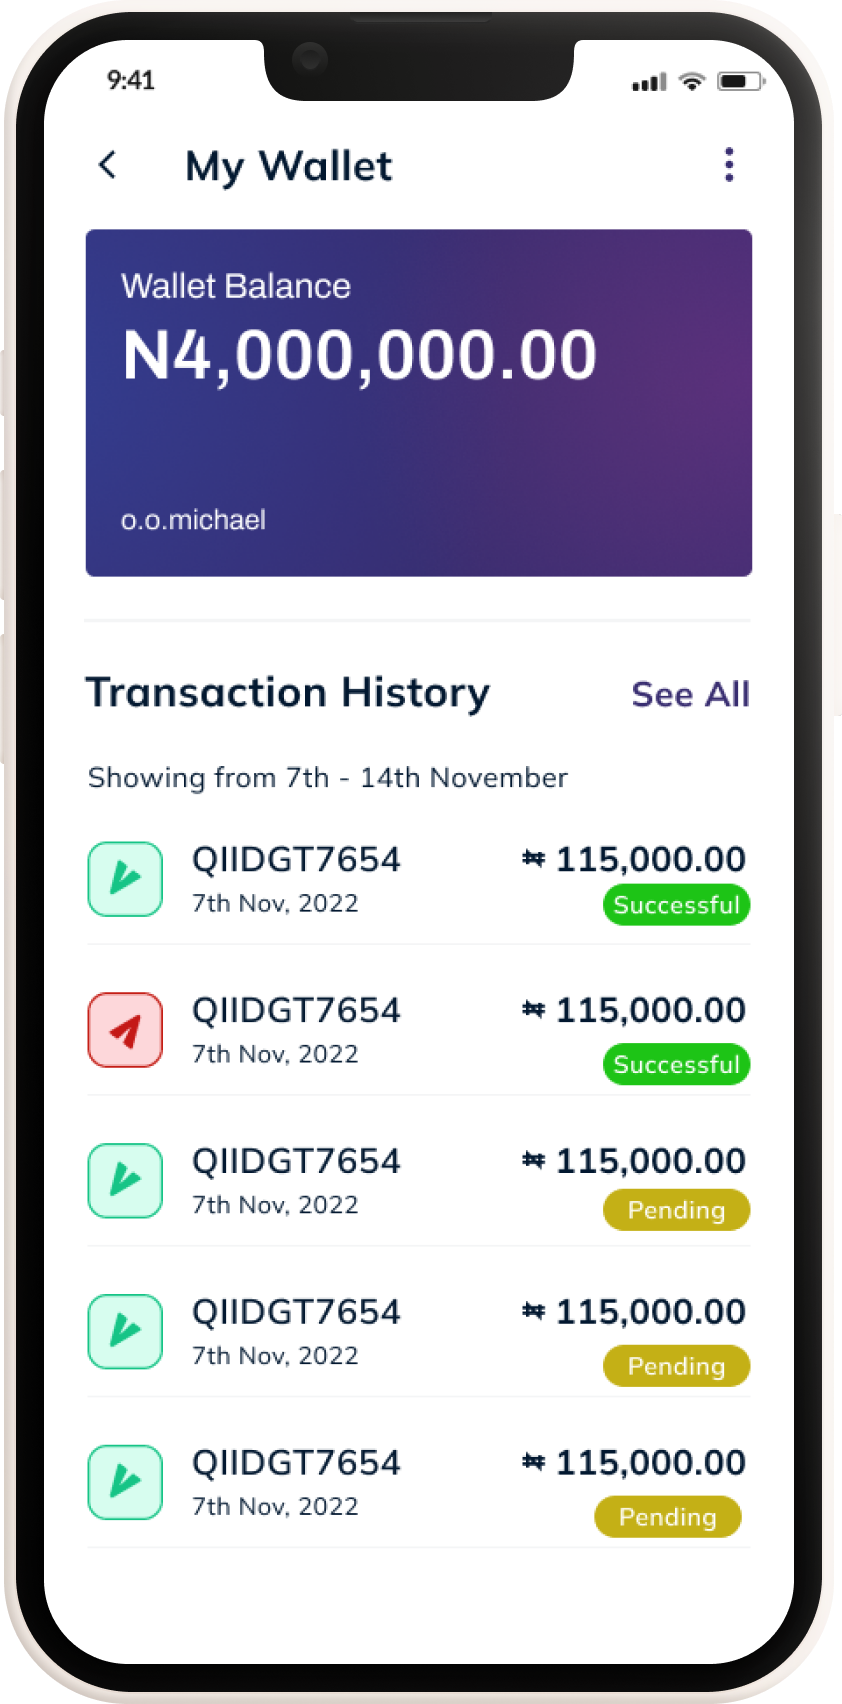 9:41
My Wallet
Wallet Balance
N4,000,000.00
o.o.michael
Transaction History
See All
Showing from 7th - 14th November
QIIDGT7654
₦ 115,000.00
7th Nov, 2022
Successful
QIIDGT7654
₦ 115,000.00
7th Nov, 2022
Successful
QIIDGT7654
₦ 115,000.00
7th Nov, 2022
Pending
QIIDGT7654
₦ 115,000.00
7th Nov, 2022
Pending
QIIDGT7654
₦ 115,000.00
7th Nov, 2022
Pending